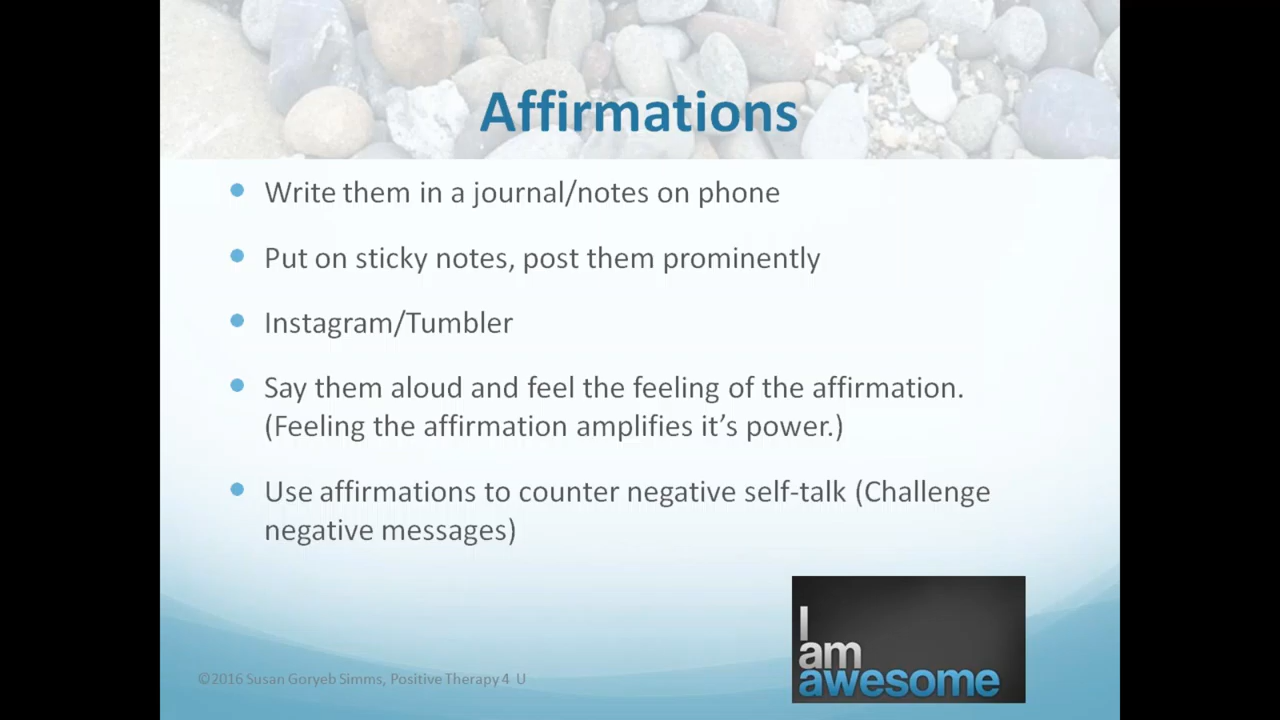 Affirmations
Write them in a journal/notes on phone
Put on sticky notes, post them prominently
Instagram/Tumbler
Say them aloud and feel the feeling of the affirmation.
(Feeling the affirmation amplifies it’s power.)
Use affirmations to counter negative self-talk (Challenge
negative messages)
I
am
awesome
©2016 Susan Goryeb Simms, Positive Therapy 4 U